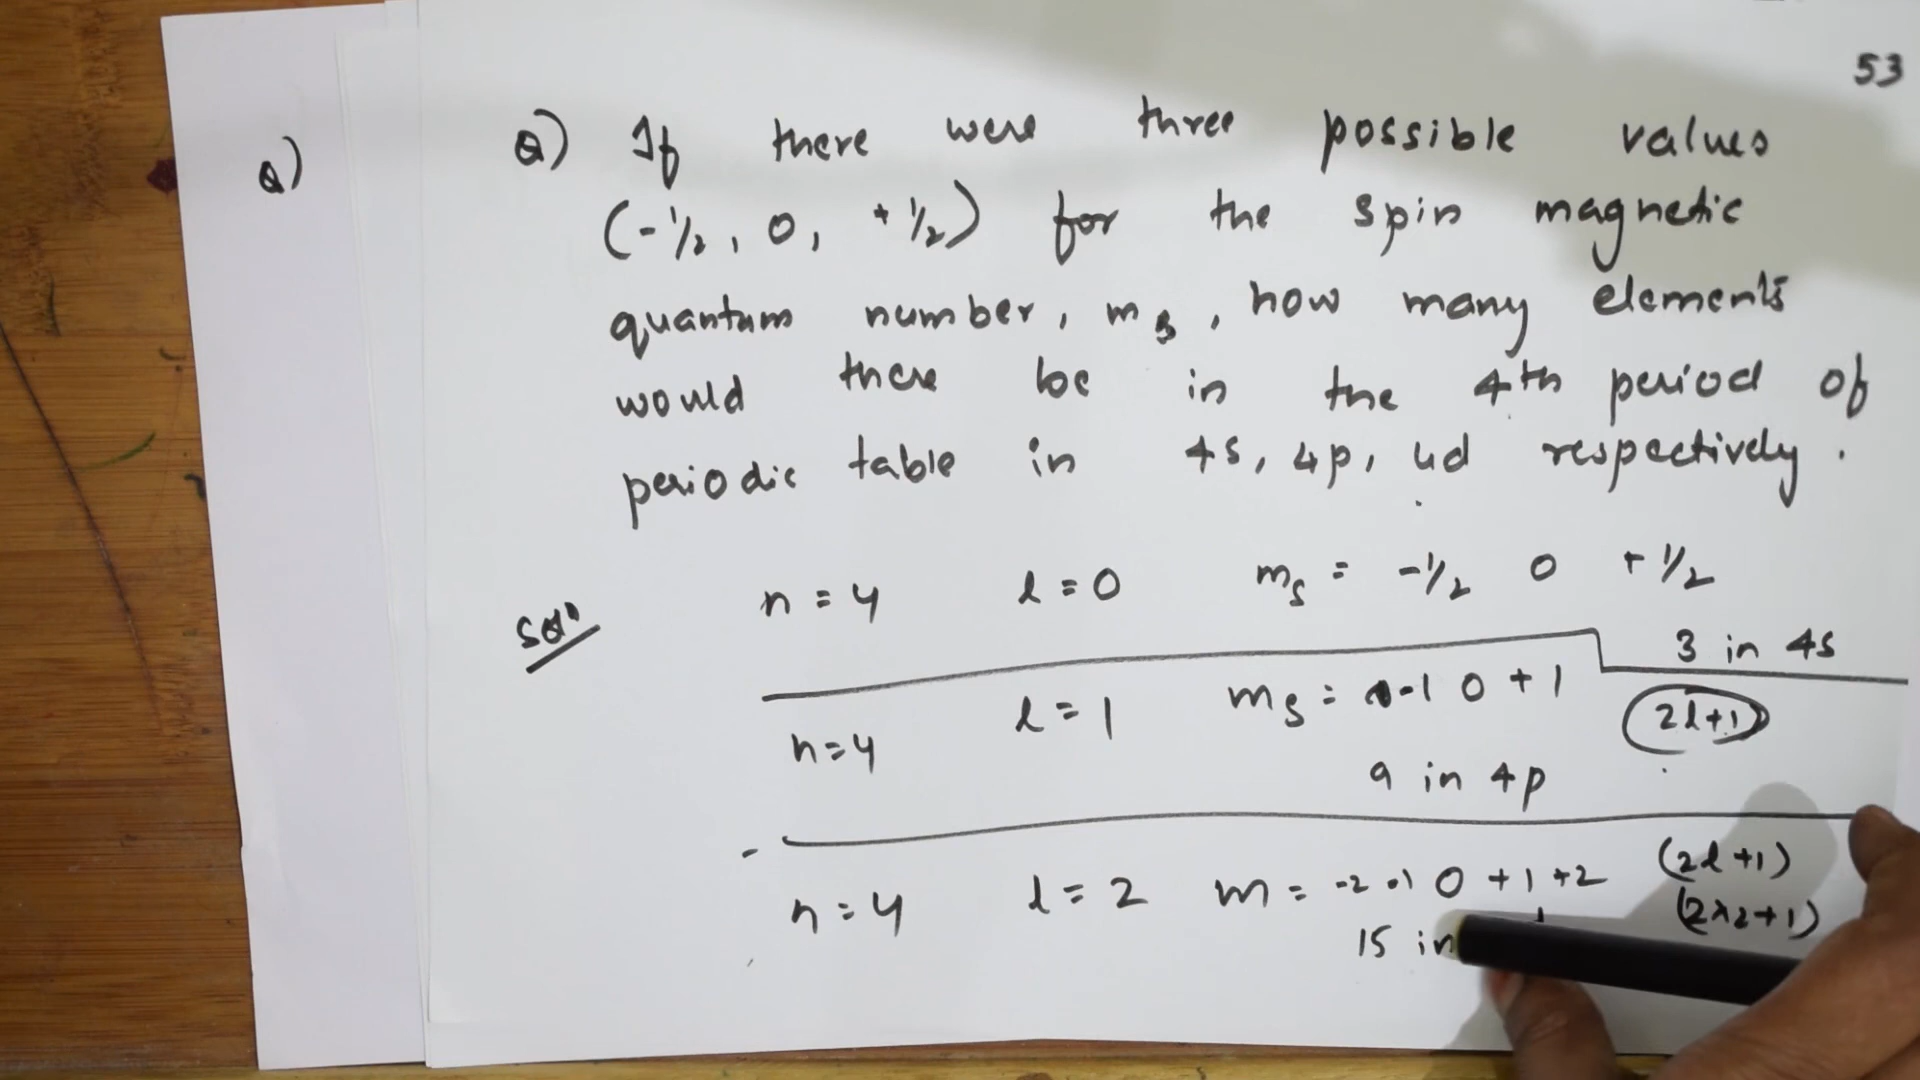 53
Q)
Q) If there were three possible values
(-1/2, 0, +1/2) for the spin magnetic
quantum number, ms, how many elements
would there be in the 4th period of
periodic table in 4s, 4p, 4d respectively.
Soln
n = 4 l = 0 ms = -1/2 0 +1/2
3 in 4s
n=4 l = 1 ms = -1 0 +1 (2l+1)
9 in 4p
n = 4 l = 2 m = -2 -1 0 +1 +2 (2l+1)
15 in (2x2+1)